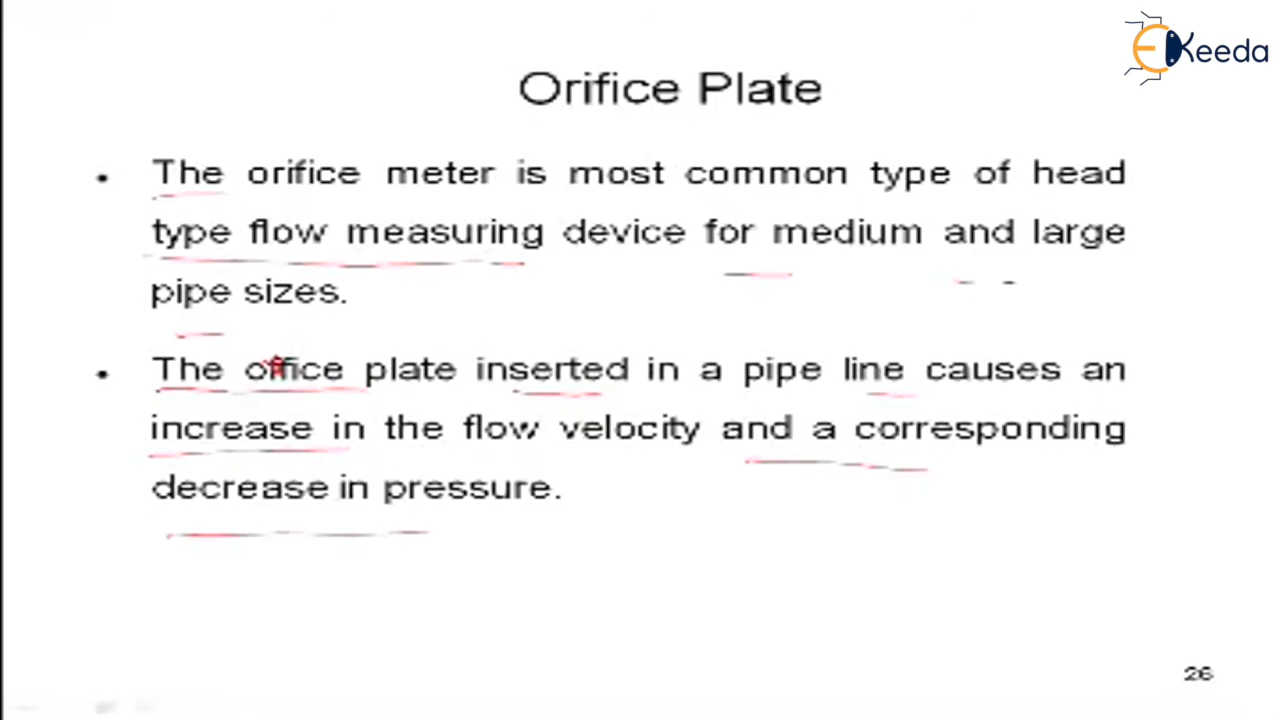 EKeeda
Orifice Plate
• The orifice meter is most common type of head
type flow measuring device for medium and large
pipe sizes.
• The orifice plate inserted in a pipe line causes an
increase in the flow velocity and a corresponding
decrease in pressure.
26